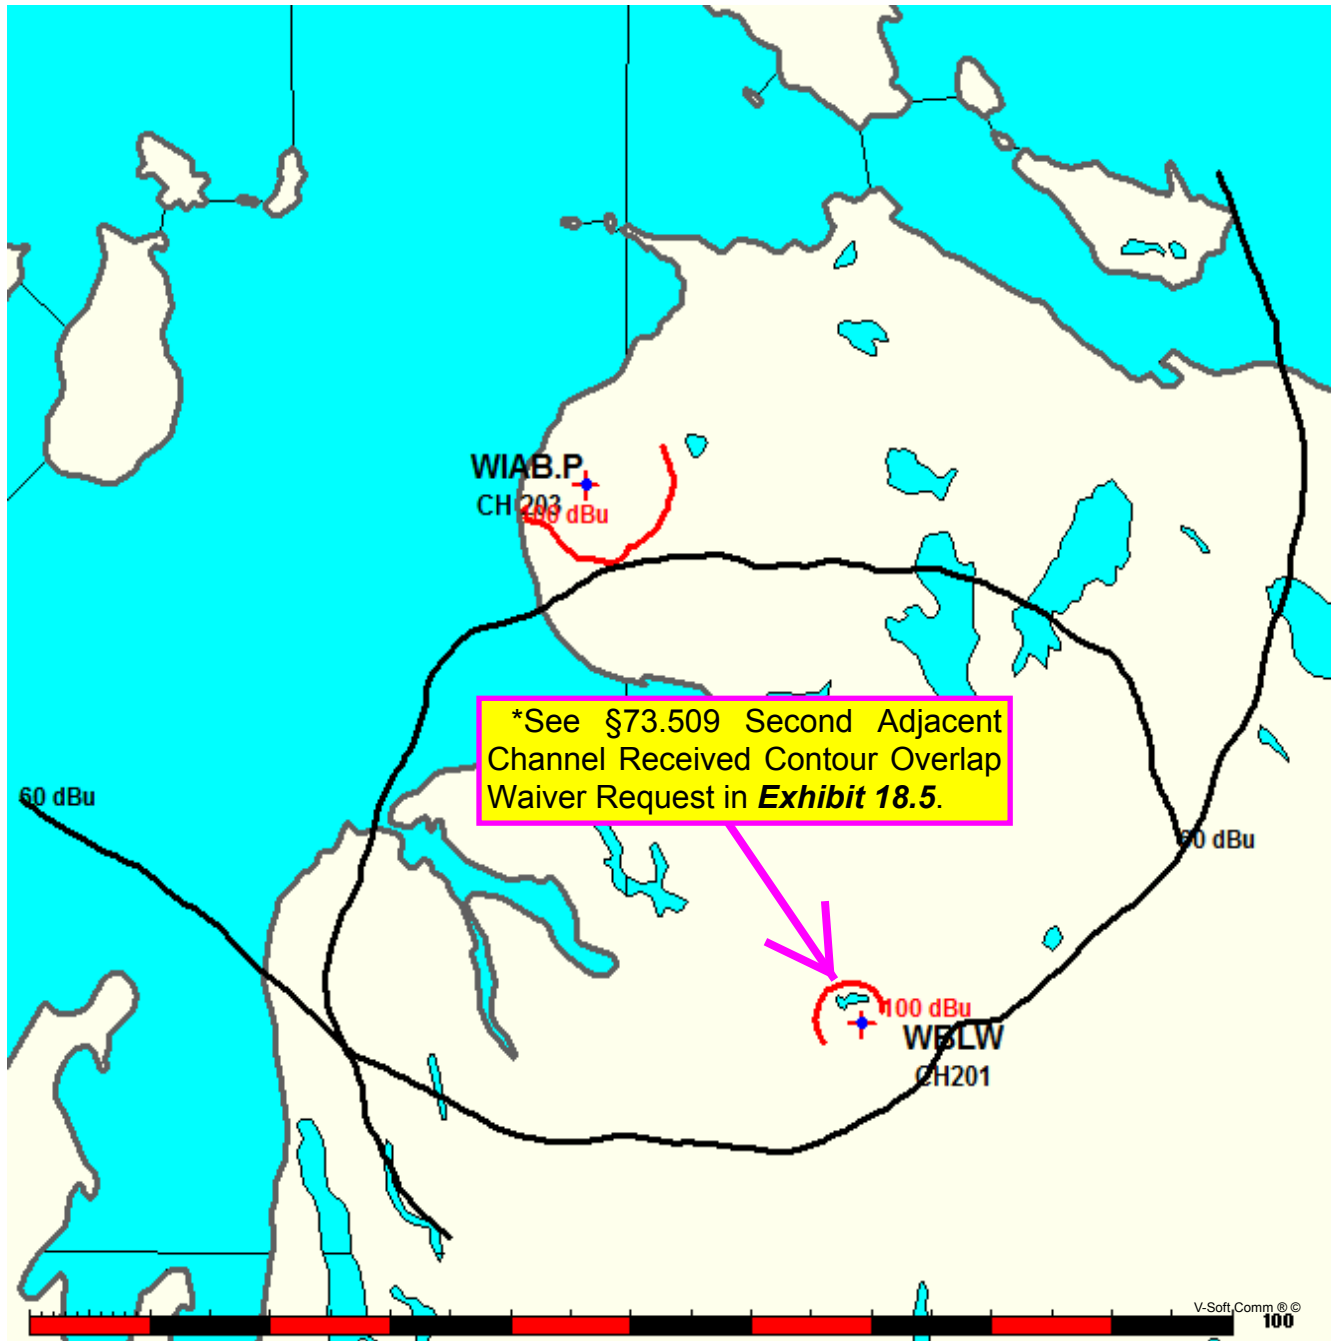 WIAB.P
CH 203
100 dBu
*See §73.509 Second Adjacent
Channel Received Contour Overlap
Waiver Request in Exhibit 18.5.
60 dBu
60 dBu
100 dBu
WBLW
CH201
V-Soft Comm ® ©
100